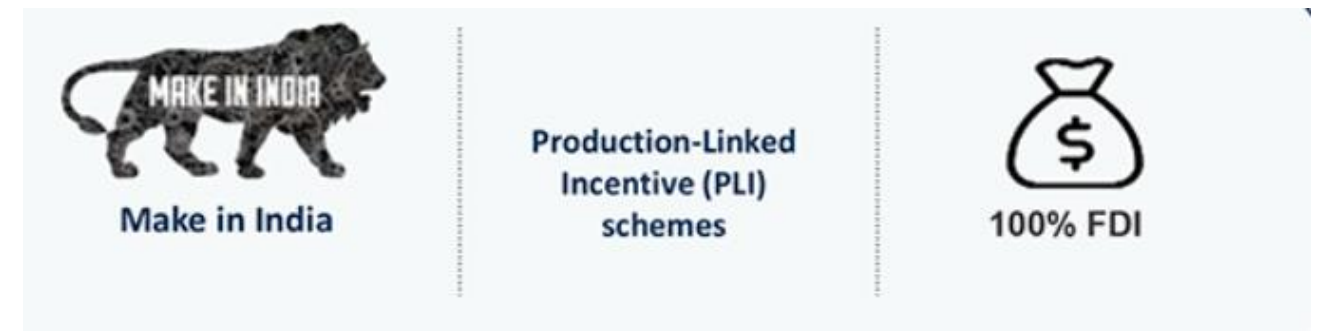 MAKE IN INDIA
Make in India
Production-Linked
Incentive (PLI)
schemes
$
100% FDI